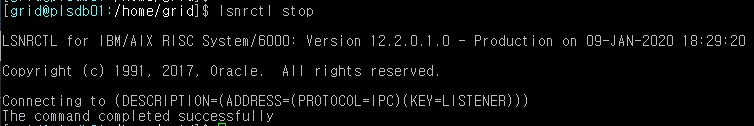 [grid@plsdb01:/home/grid]$ lsnrctl stop
LSNRCTL for IBM/AIX RISC System/6000: Version 12.2.0.1.0 - Production on 09-JAN-2020 18:29:20
Copyright (c) 1991, 2017, Oracle.  All rights reserved.
Connecting to (DESCRIPTION=(ADDRESS=(PROTOCOL=IPC)(KEY=LISTENER)))
The command completed successfully